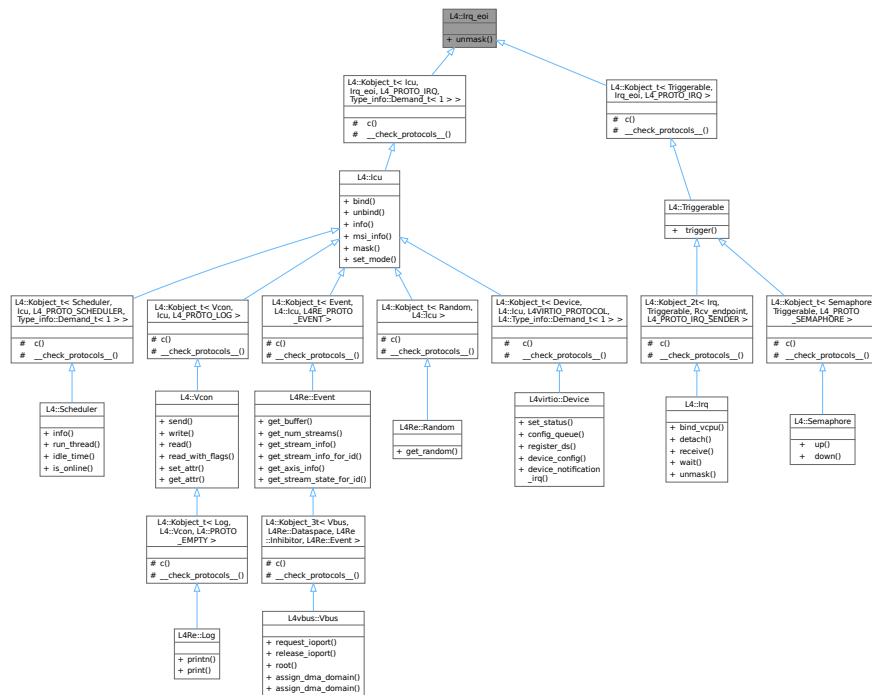 L4::Irq_eoi
+ unmask()
L4::Kobject_t< Icu,
Irq_eoi, L4_PROTO_IRQ,
Type_info::Demand_t< 1 > >
# c()
# __check_protocols__()
L4::Kobject_t< Triggerable,
Irq_eoi, L4_PROTO_IRQ >
# c()
# __check_protocols__()
L4::Icu
+ bind()
+ unbind()
+ info()
+ msi_info()
+ mask()
+ set_mode()
L4::Triggerable
+ trigger()
L4::Kobject_t< Scheduler,
Icu, L4_PROTO_SCHEDULER,
Type_info::Demand_t< 1 > >
# c()
# __check_protocols__()
L4::Kobject_t< Vcon,
Icu, L4_PROTO_LOG >
# c()
# __check_protocols__()
L4::Kobject_t< Event,
L4::Icu, L4RE_PROTO
_EVENT >
# c()
# __check_protocols__()
L4::Kobject_t< Random,
L4::Icu >
# c()
# __check_protocols__()
L4::Kobject_t< Device,
L4::Icu, L4VIRTIO_PROTOCOL,
L4::Type_info::Demand_t< 1 > >
# c()
# __check_protocols__()
L4::Kobject_2t< Irq,
Triggerable, Rcv_endpoint,
L4_PROTO_IRQ_SENDER >
# c()
# __check_protocols__()
L4::Kobject_t< Semaphore,
Triggerable, L4_PROTO
_SEMAPHORE >
# c()
# __check_protocols__()
L4::Scheduler
+ info()
+ run_thread()
+ idle_time()
+ is_online()
L4::Vcon
+ send()
+ write()
+ read()
+ read_with_flags()
+ set_attr()
+ get_attr()
L4Re::Event
+ get_buffer()
+ get_num_streams()
+ get_stream_info()
+ get_stream_info_for_id()
+ get_axis_info()
+ get_stream_state_for_id()
L4Re::Random
+ get_random()
L4virtio::Device
+ set_status()
+ config_queue()
+ register_ds()
+ device_config()
+ device_notification
_irq()
L4::Irq
+ bind_vcpu()
+ detach()
+ receive()
+ wait()
+ unmask()
L4::Semaphore
+ up()
+ down()
L4::Kobject_t< Log,
L4::Vcon, L4::PROTO
_EMPTY >
# c()
# __check_protocols__()
L4::Kobject_3t< Vbus,
L4Re::Dataspace, L4Re
::Inhibitor, L4Re::Event >
# c()
# __check_protocols__()
L4Re::Log
+ printn()
+ print()
L4vbus::Vbus
+ request_ioport()
+ release_ioport()
+ root()
+ assign_dma_domain()
+ assign_dma_domain()